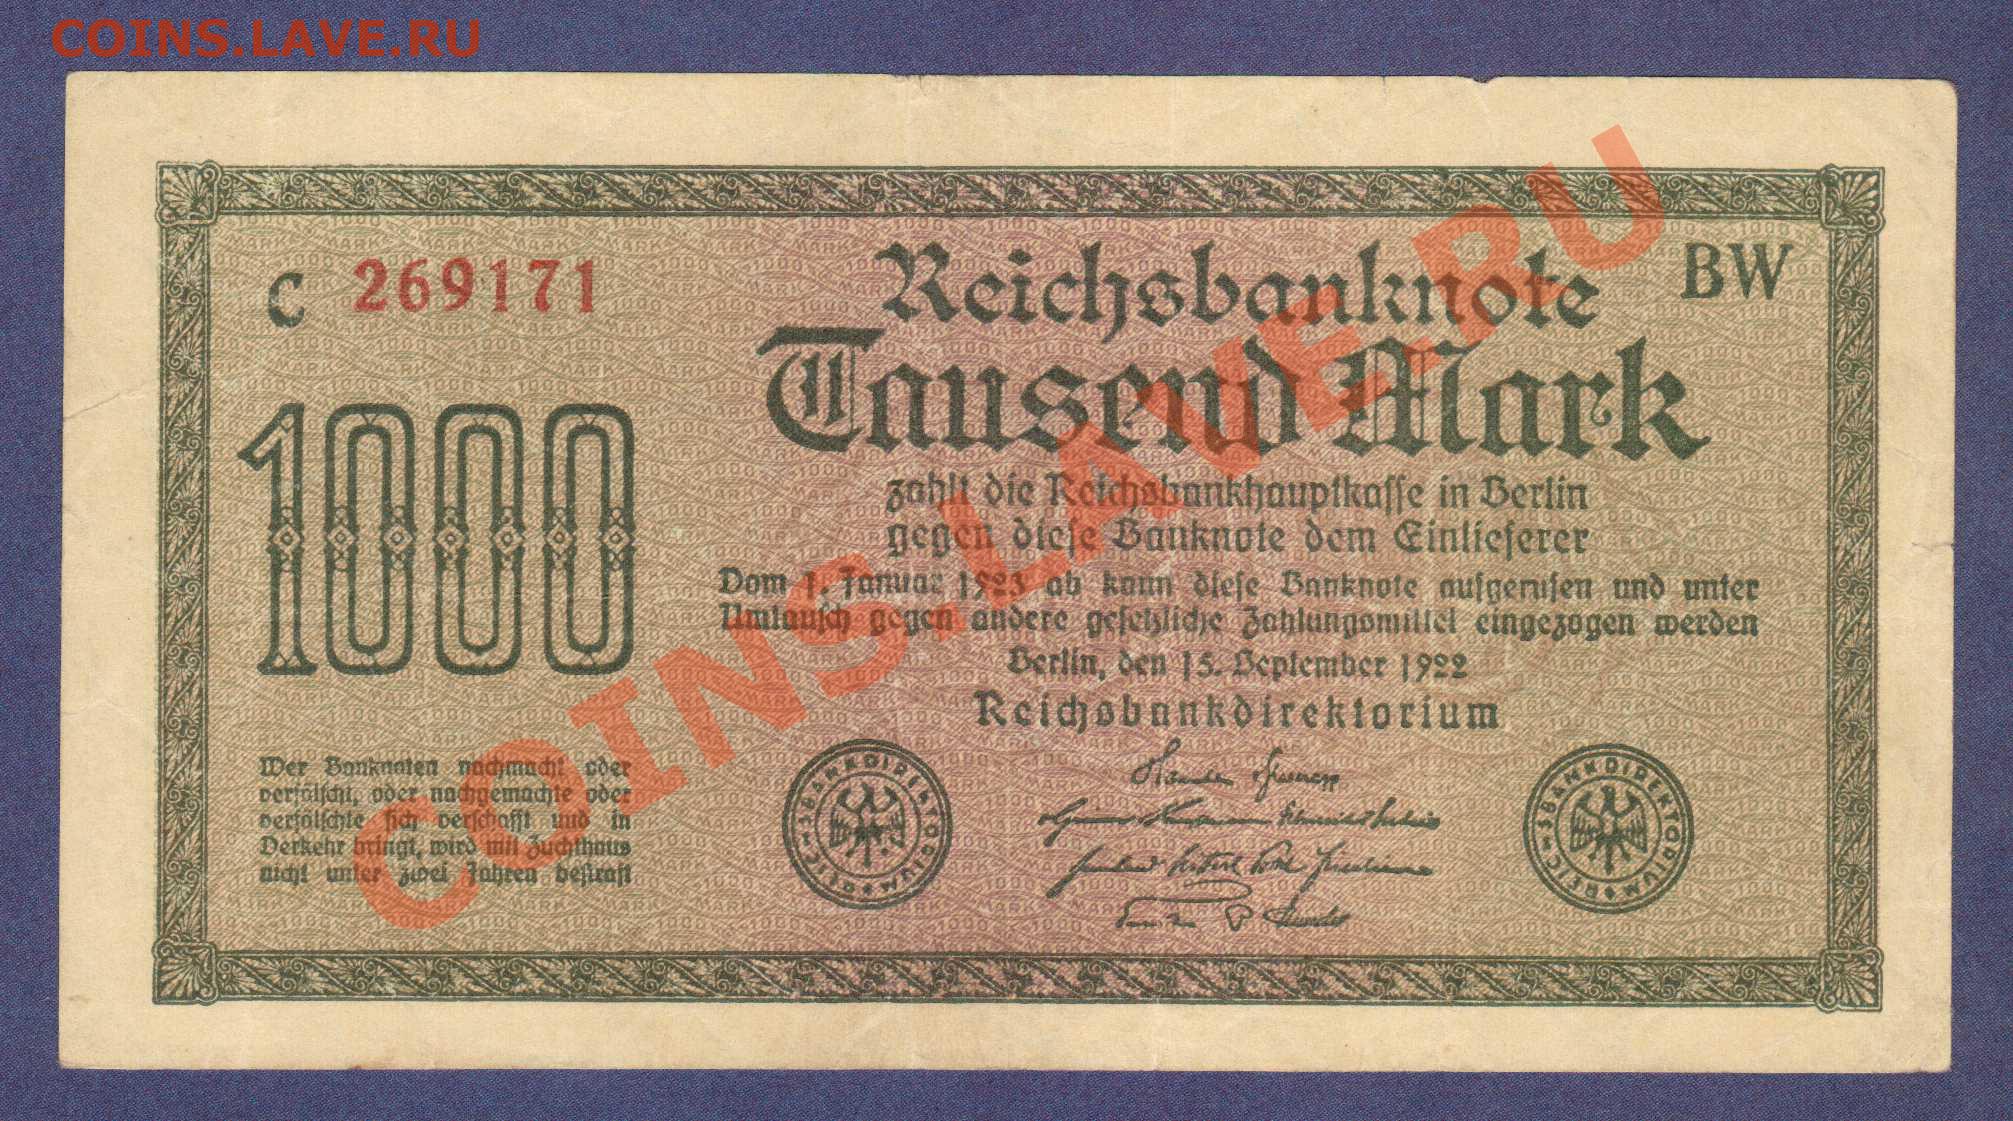 COINS.LAVE.RU
C 269171
Reichsbanknote
BW
Tausend Mark
1000
zahlt die Reichsbankhauptkasse in Berlin
gegen diese Banknote dem Einlieferer
Vom 1. Januar 1923 ab kann diese Banknote aufgerufen und unter
Umtausch gegen andere gesetzliche Zahlungsmittel eingezogen werden
Berlin, den 15. September 1922
Reichsbankdirektorium
Wer Banknoten nachmacht oder
verfälscht, oder nachgemachte oder
verfälschte sich verschafft und in
Verkehr bringt, wird mit Zuchthaus
nicht unter zwei Jahren bestraft
REICHSBANKDIREKTORIUM
REICHSBANKDIREKTORIUM
COINS.LAVE.RU